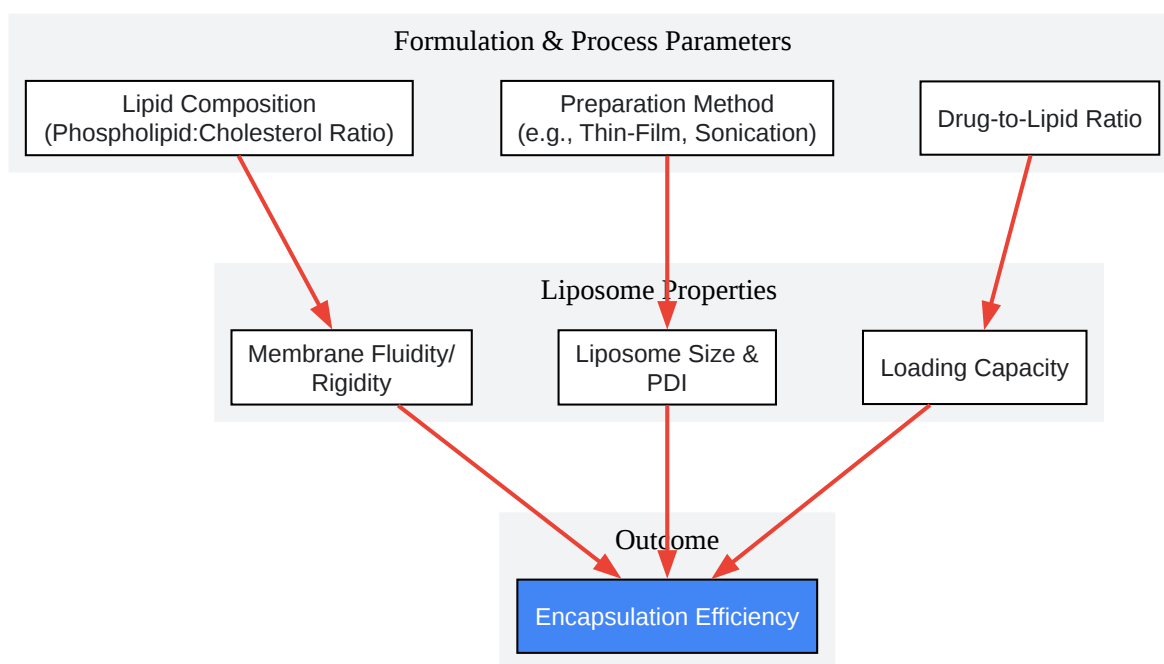 Formulation & Process Parameters
Lipid Composition
(Phospholipid:Cholesterol Ratio)
Preparation Method
(e.g., Thin-Film, Sonication)
Drug-to-Lipid Ratio
Liposome Properties
Membrane Fluidity/
Rigidity
Liposome Size &
PDI
Loading Capacity
Outcome
Encapsulation Efficiency